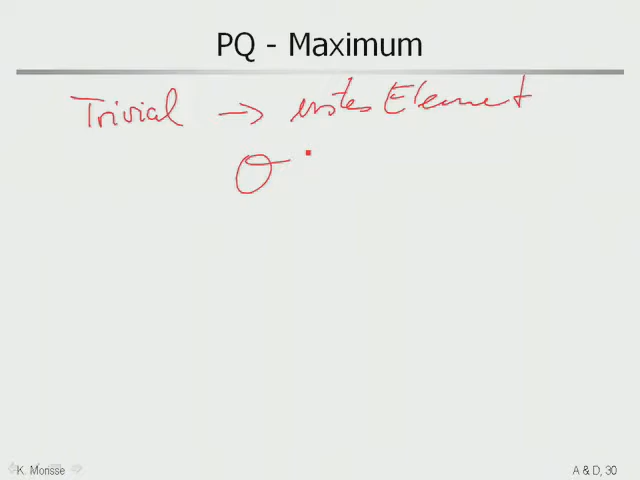 PQ - Maximum
Trivial → erstes Element
Θ
K. Morisse
A & D, 30